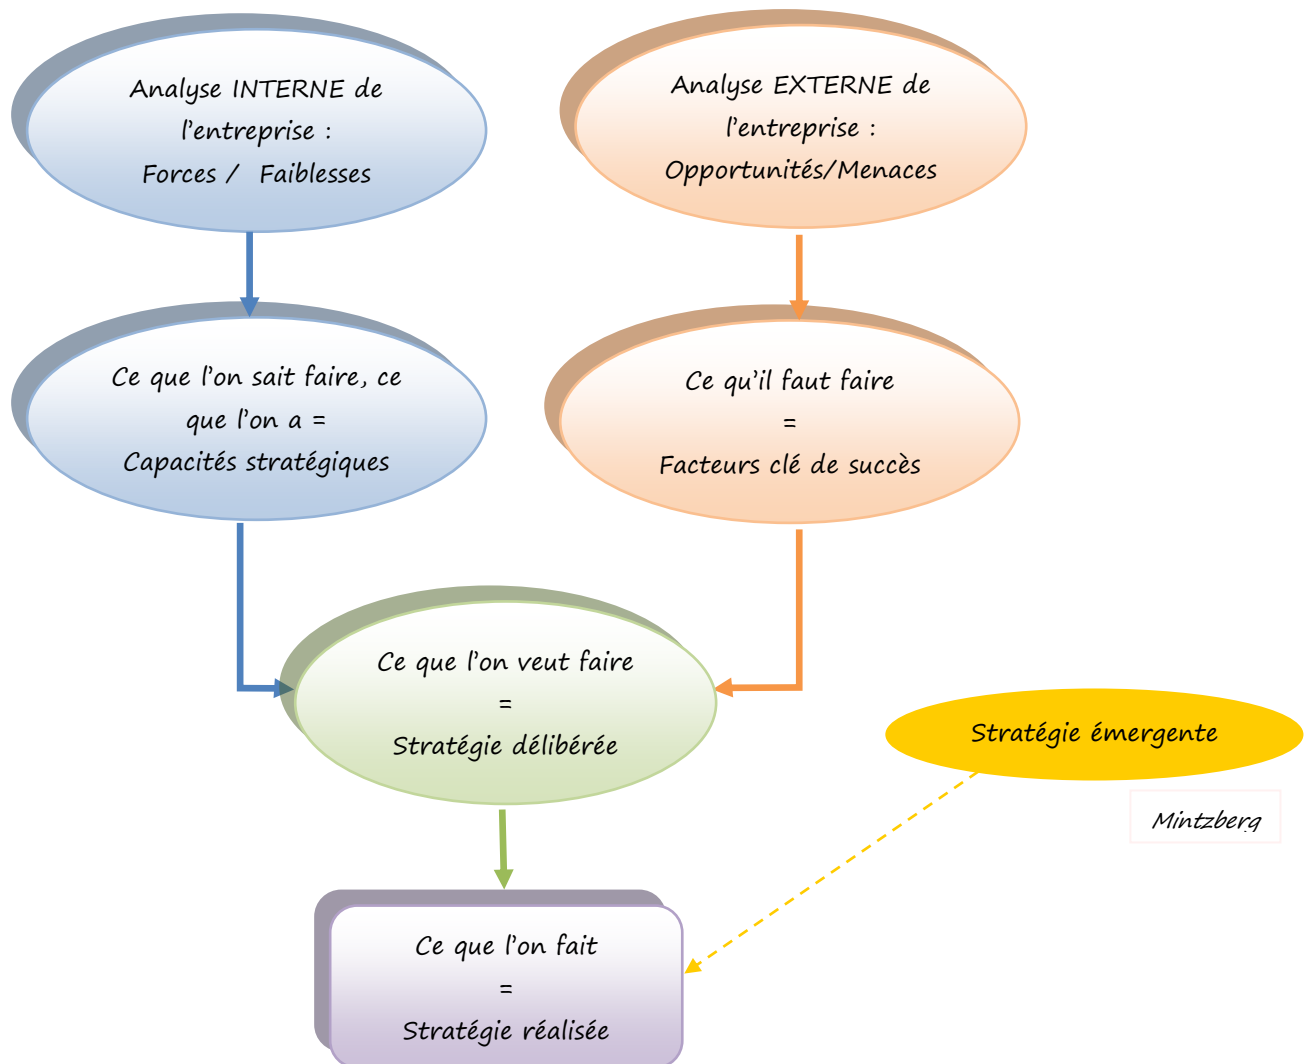 Analyse INTERNE de
l'entreprise :
Forces / Faiblesses
Analyse EXTERNE de
l'entreprise :
Opportunités/Menaces
Ce que l'on sait faire, ce
que l'on a =
Capacités stratégiques
Ce qu'il faut faire
=
Facteurs clé de succès
Ce que l'on veut faire
=
Stratégie délibérée
Stratégie émergente
Mintzberg
Ce que l'on fait
=
Stratégie réalisée